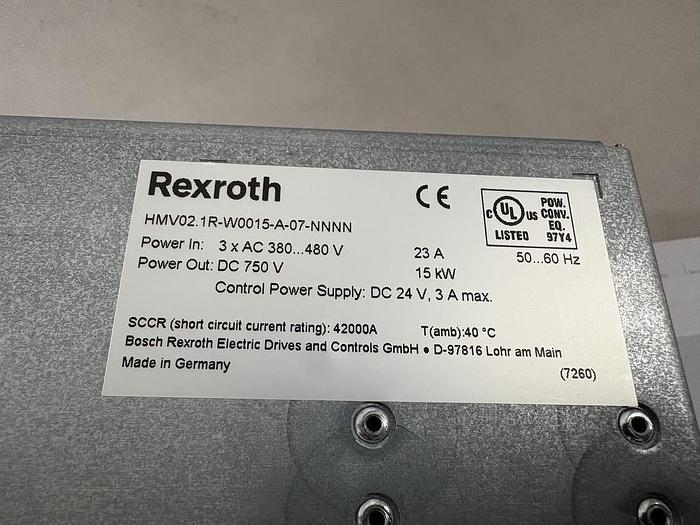 Rexroth
CE
C UL US LISTED
POW. CONV. EQ. 97Y4
HMV02.1R-W0015-A-07-NNNN
Power In: 3 x AC 380...480 V 23 A 50...60 Hz
Power Out: DC 750 V 15 kW
Control Power Supply: DC 24 V, 3 A max.
SCCR (short circuit current rating): 42000A T(amb):40 °C
Bosch Rexroth Electric Drives and Controls GmbH ● D-97816 Lohr am Main
Made in Germany (7260)